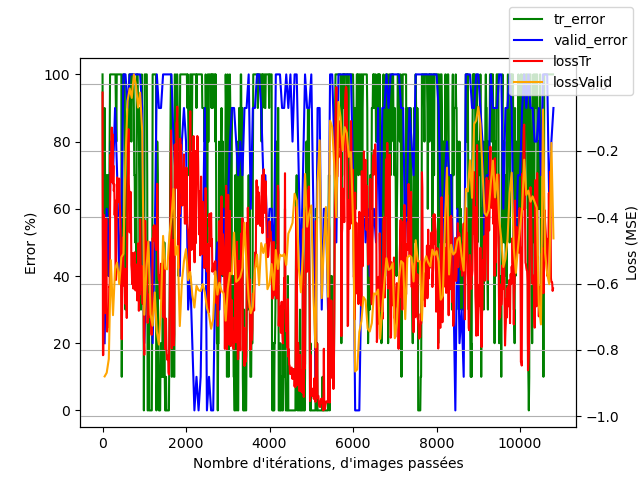 tr_error
valid_error
lossTr
lossValid
100
80
60
40
20
0
−0.2
−0.4
−0.6
−0.8
−1.0
Error (%)
Loss (MSE)
0
2000
4000
6000
8000
10000
Nombre d'itérations, d'images passées